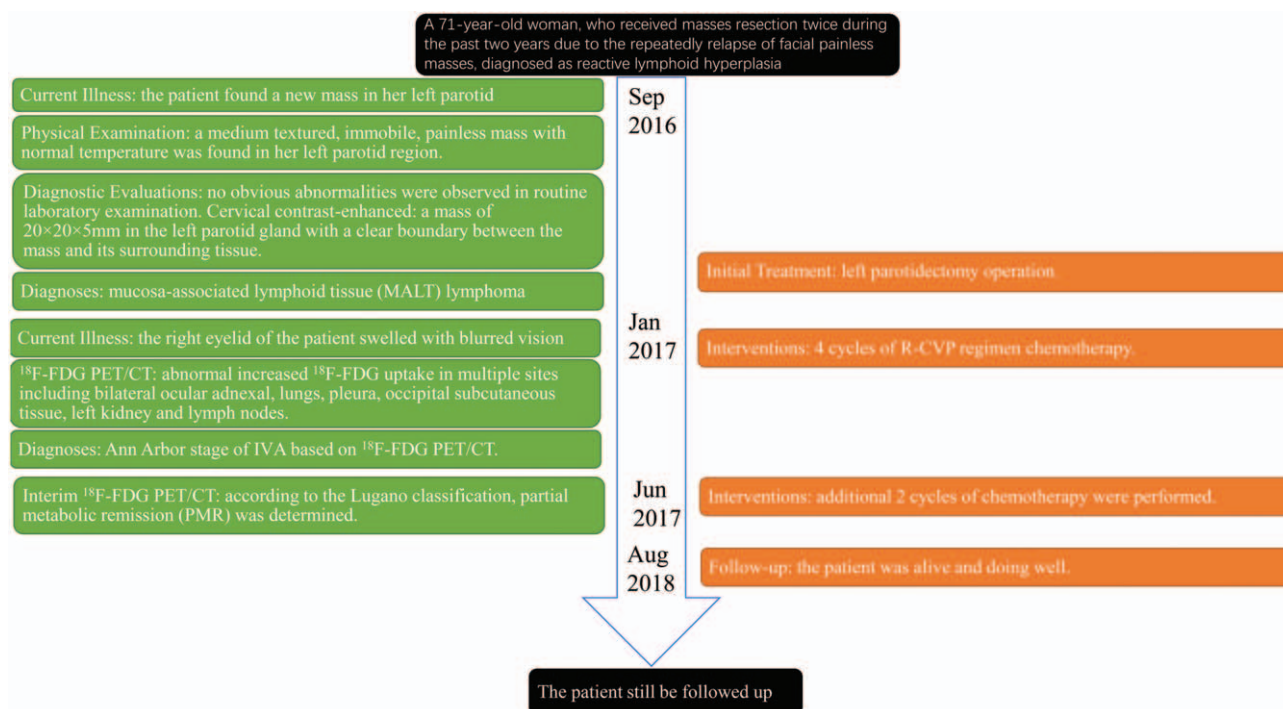 A 71-year-old woman, who received masses resection twice during
the past two years due to the repeatedly relapse of facial painless
masses, diagnosed as reactive lymphoid hyperplasia
Current Illness: the patient found a new mass in her left parotid
Sep
2016
Physical Examination: a medium textured, immobile, painless mass with
normal temperature was found in her left parotid region.
Diagnostic Evaluations: no obvious abnormalities were observed in routine
laboratory examination. Cervical contrast-enhanced: a mass of
20×20×5mm in the left parotid gland with a clear boundary between the
mass and its surrounding tissue.
Initial Treatment: left parotidectomy operation.
Diagnoses: mucosa-associated lymphoid tissue (MALT) lymphoma
Jan
2017
Current Illness: the right eyelid of the patient swelled with blurred vision
Interventions: 4 cycles of R-CVP regimen chemotherapy.
¹⁸F-FDG PET/CT: abnormal increased ¹⁸F-FDG uptake in multiple sites
including bilateral ocular adnexal, lungs, pleura, occipital subcutaneous
tissue, left kidney and lymph nodes.
Diagnoses: Ann Arbor stage of IVA based on ¹⁸F-FDG PET/CT.
Interim ¹⁸F-FDG PET/CT: according to the Lugano classification, partial
metabolic remission (PMR) was determined.
Jun
2017
Interventions: additional 2 cycles of chemotherapy were performed.
Aug
2018
Follow-up: the patient was alive and doing well.
The patient still be followed up